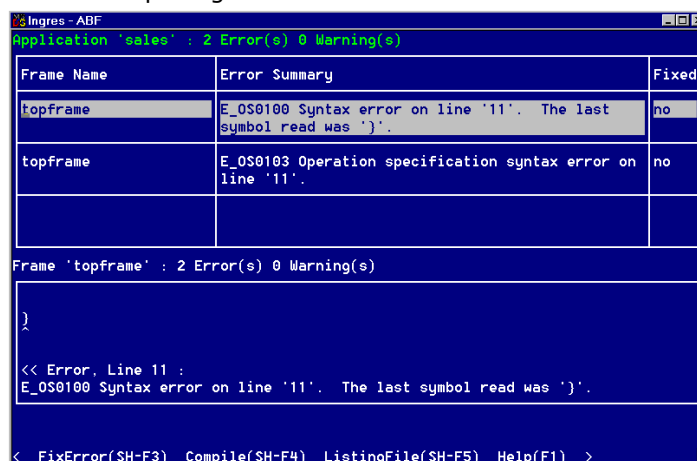 Ingres - ABF
Application 'sales' : 2 Error(s) 0 Warning(s)
Frame Name Error Summary Fixed
topframe E_OS0100 Syntax error on line '11'. The last no
symbol read was '}'.
topframe E_OS0103 Operation specification syntax error on no
line '11'.
Frame 'topframe' : 2 Error(s) 0 Warning(s)
}
^
<< Error, Line 11 :
E_OS0100 Syntax error on line '11'. The last symbol read was '}'.
< FixError(SH-F3) Compile(SH-F4) ListingFile(SH-F5) Help(F1) >